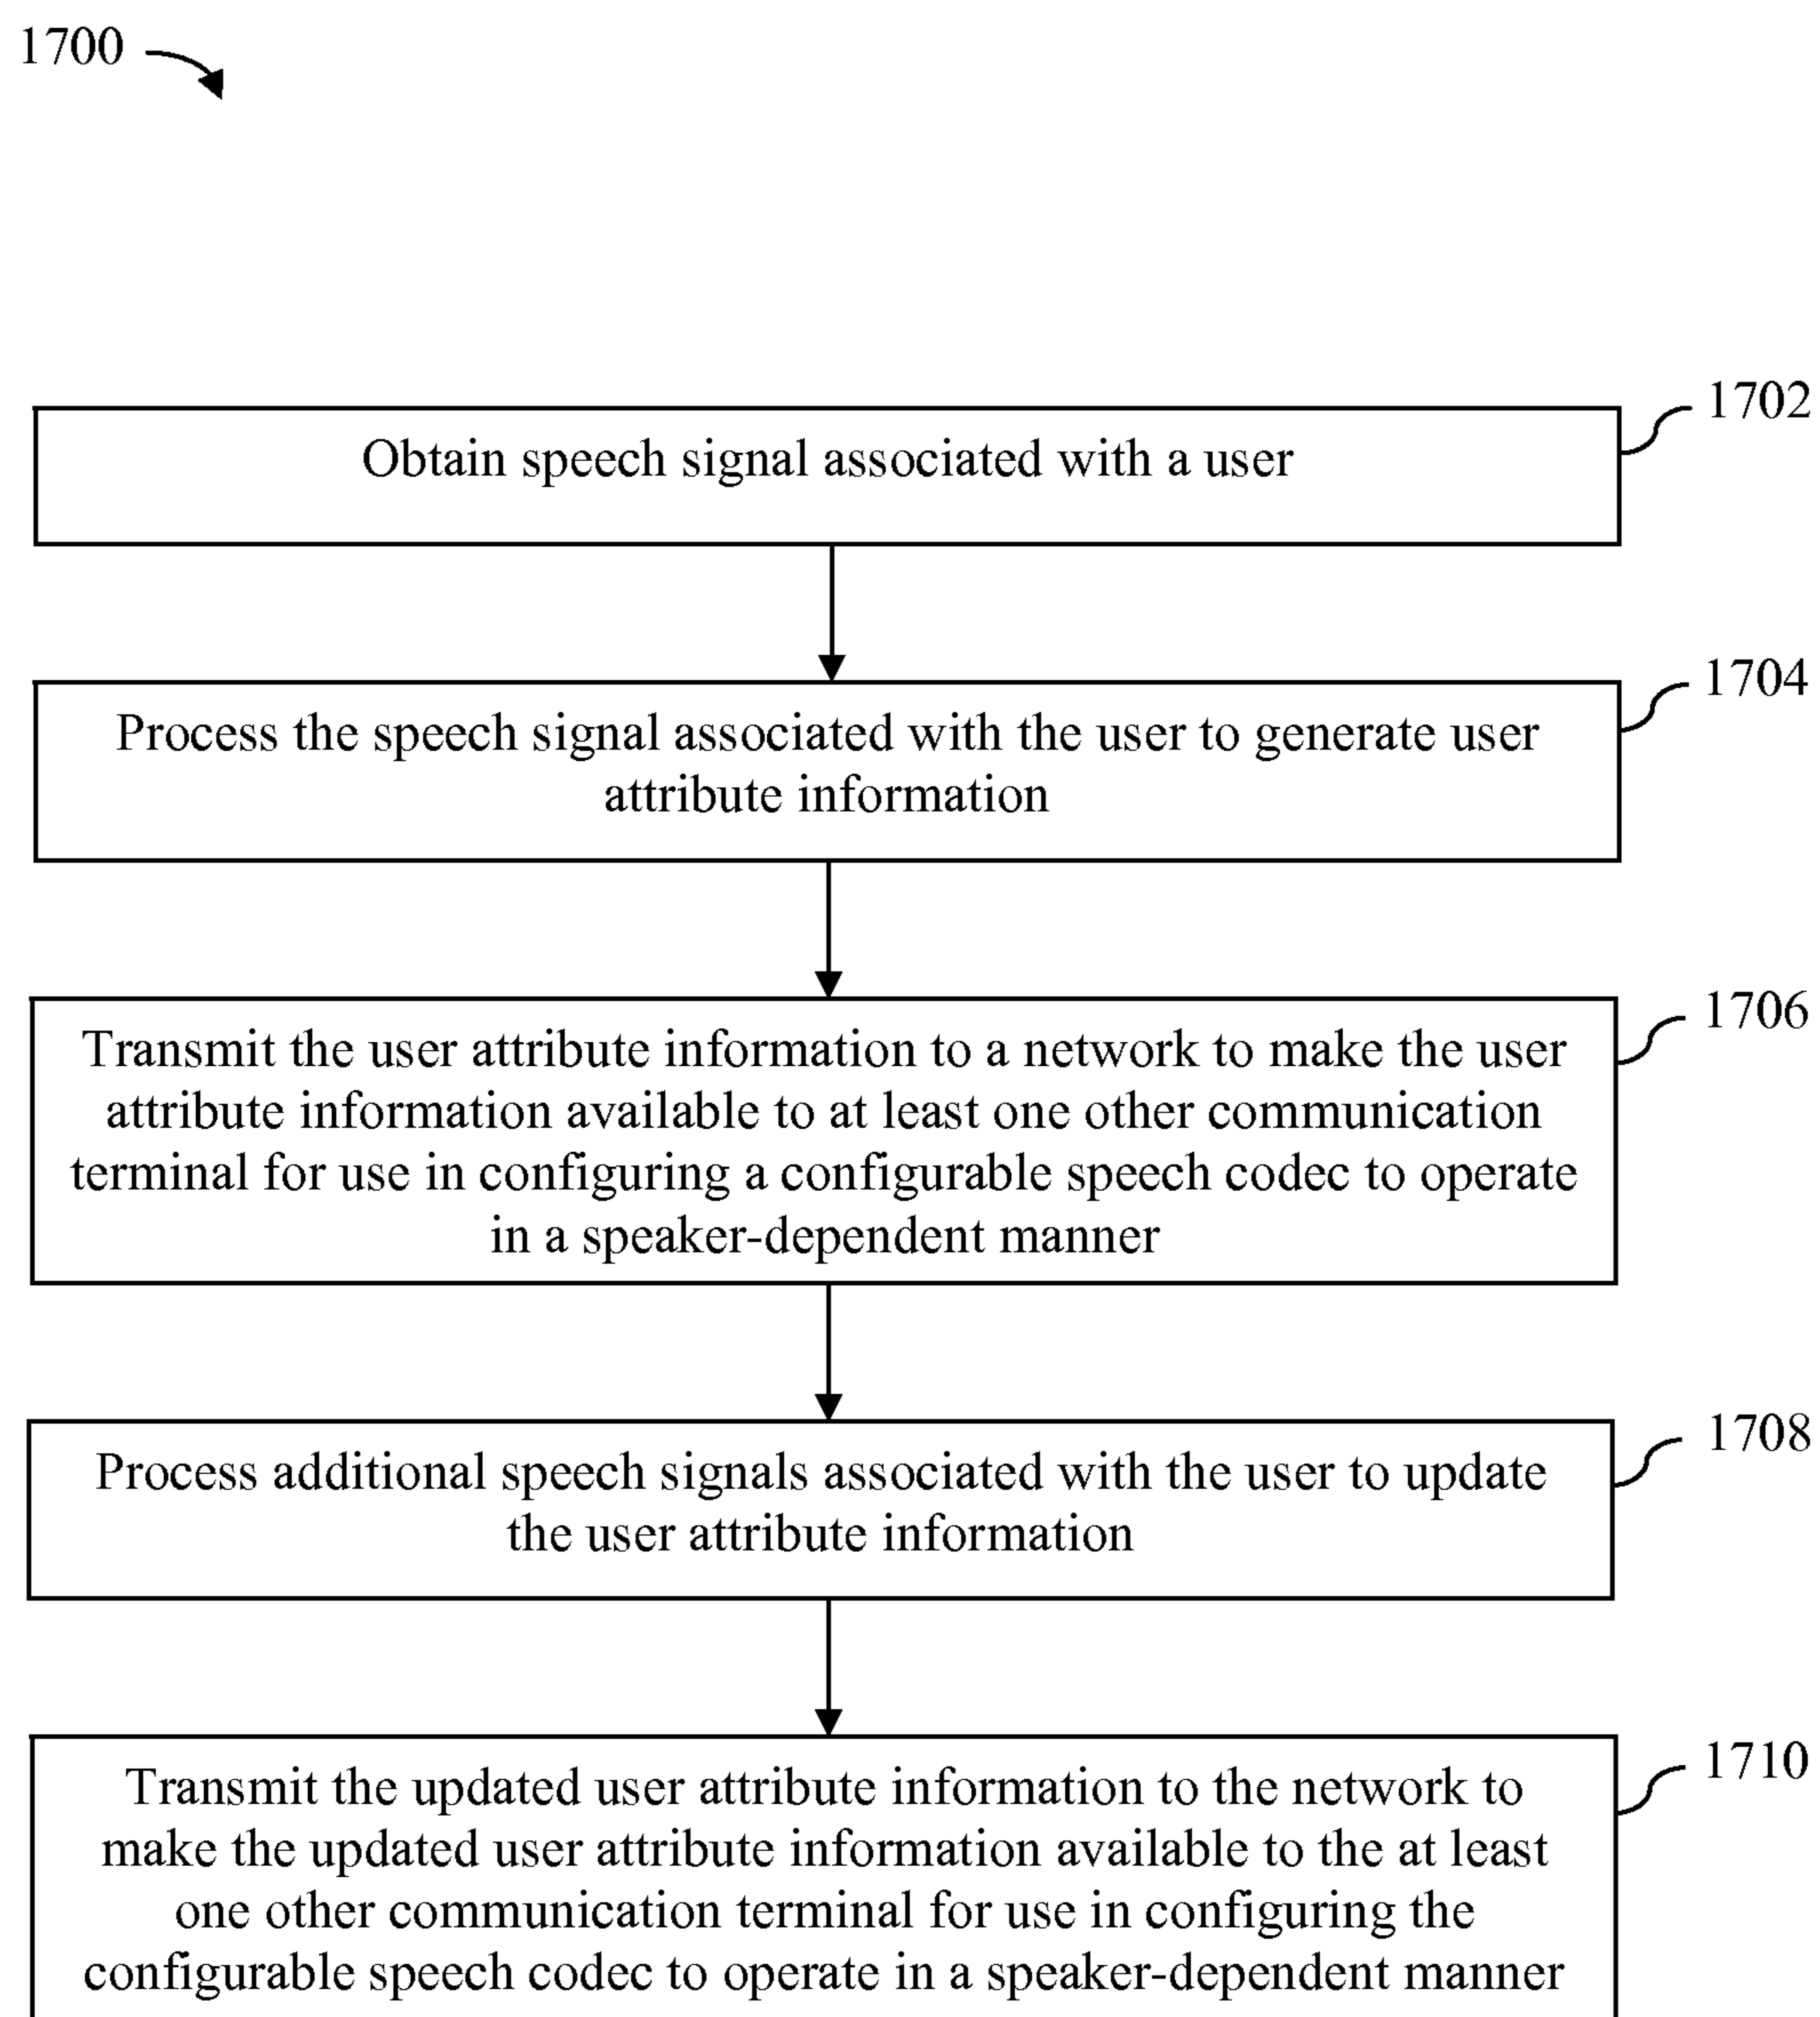 1700
1702
Obtain speech signal associated with a user
1704
Process the speech signal associated with the user to generate user
attribute information
1706
Transmit the user attribute information to a network to make the user
attribute information available to at least one other communication
terminal for use in configuring a configurable speech codec to operate
in a speaker-dependent manner
1708
Process additional speech signals associated with the user to update
the user attribute information
1710
Transmit the updated user attribute information to the network to
make the updated user attribute information available to the at least
one other communication terminal for use in configuring the
configurable speech codec to operate in a speaker-dependent manner